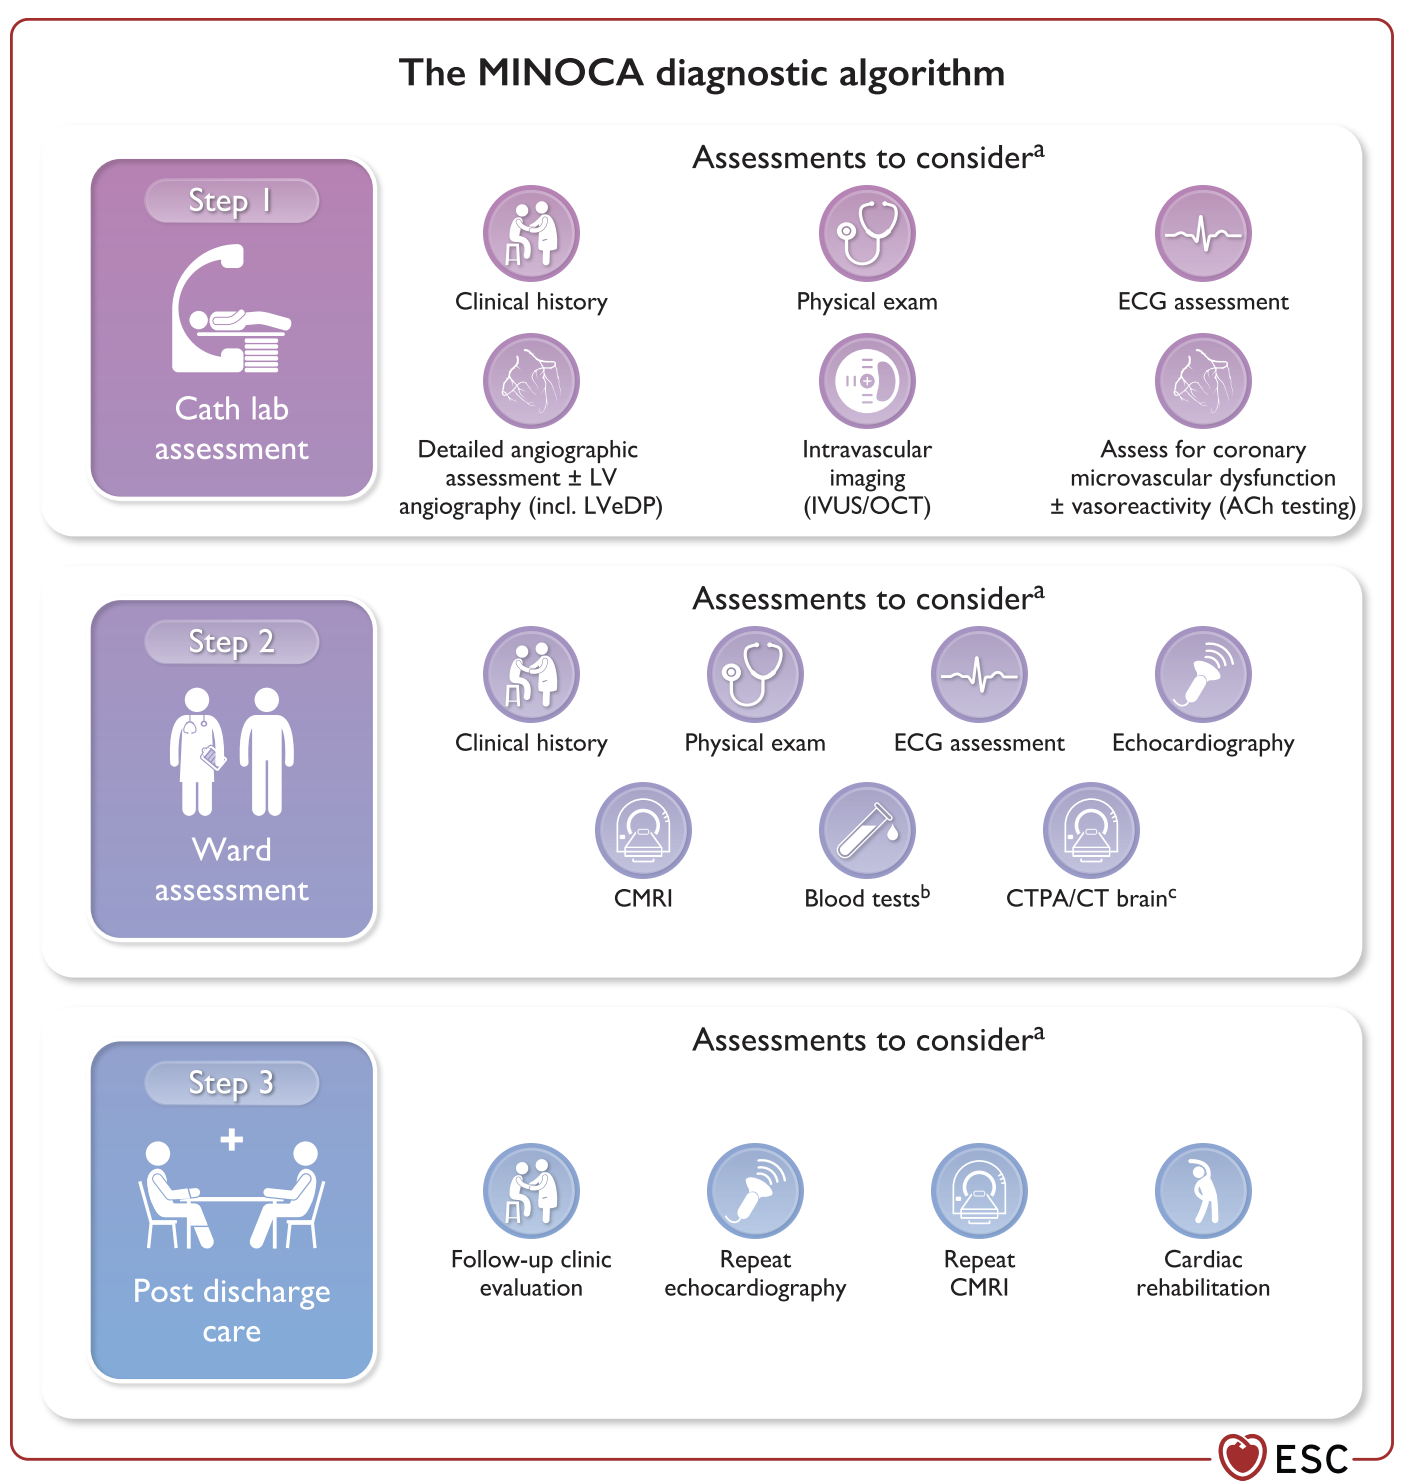 The MINOCA diagnostic algorithm
Step 1
Cath lab
assessment
Assessments to considerᵃ
Clinical history
Physical exam
ECG assessment
Detailed angiographic
assessment ± LV
angiography (incl. LVeDP)
Intravascular
imaging
(IVUS/OCT)
Assess for coronary
microvascular dysfunction
± vasoreactivity (ACh testing)
Step 2
Ward
assessment
Assessments to considerᵃ
Clinical history
Physical exam
ECG assessment
Echocardiography
CMRI
Blood testsᵇ
CTPA/CT brainᶜ
Step 3
Post discharge
care
Assessments to considerᵃ
Follow-up clinic
evaluation
Repeat
echocardiography
Repeat
CMRI
Cardiac
rehabilitation
ESC